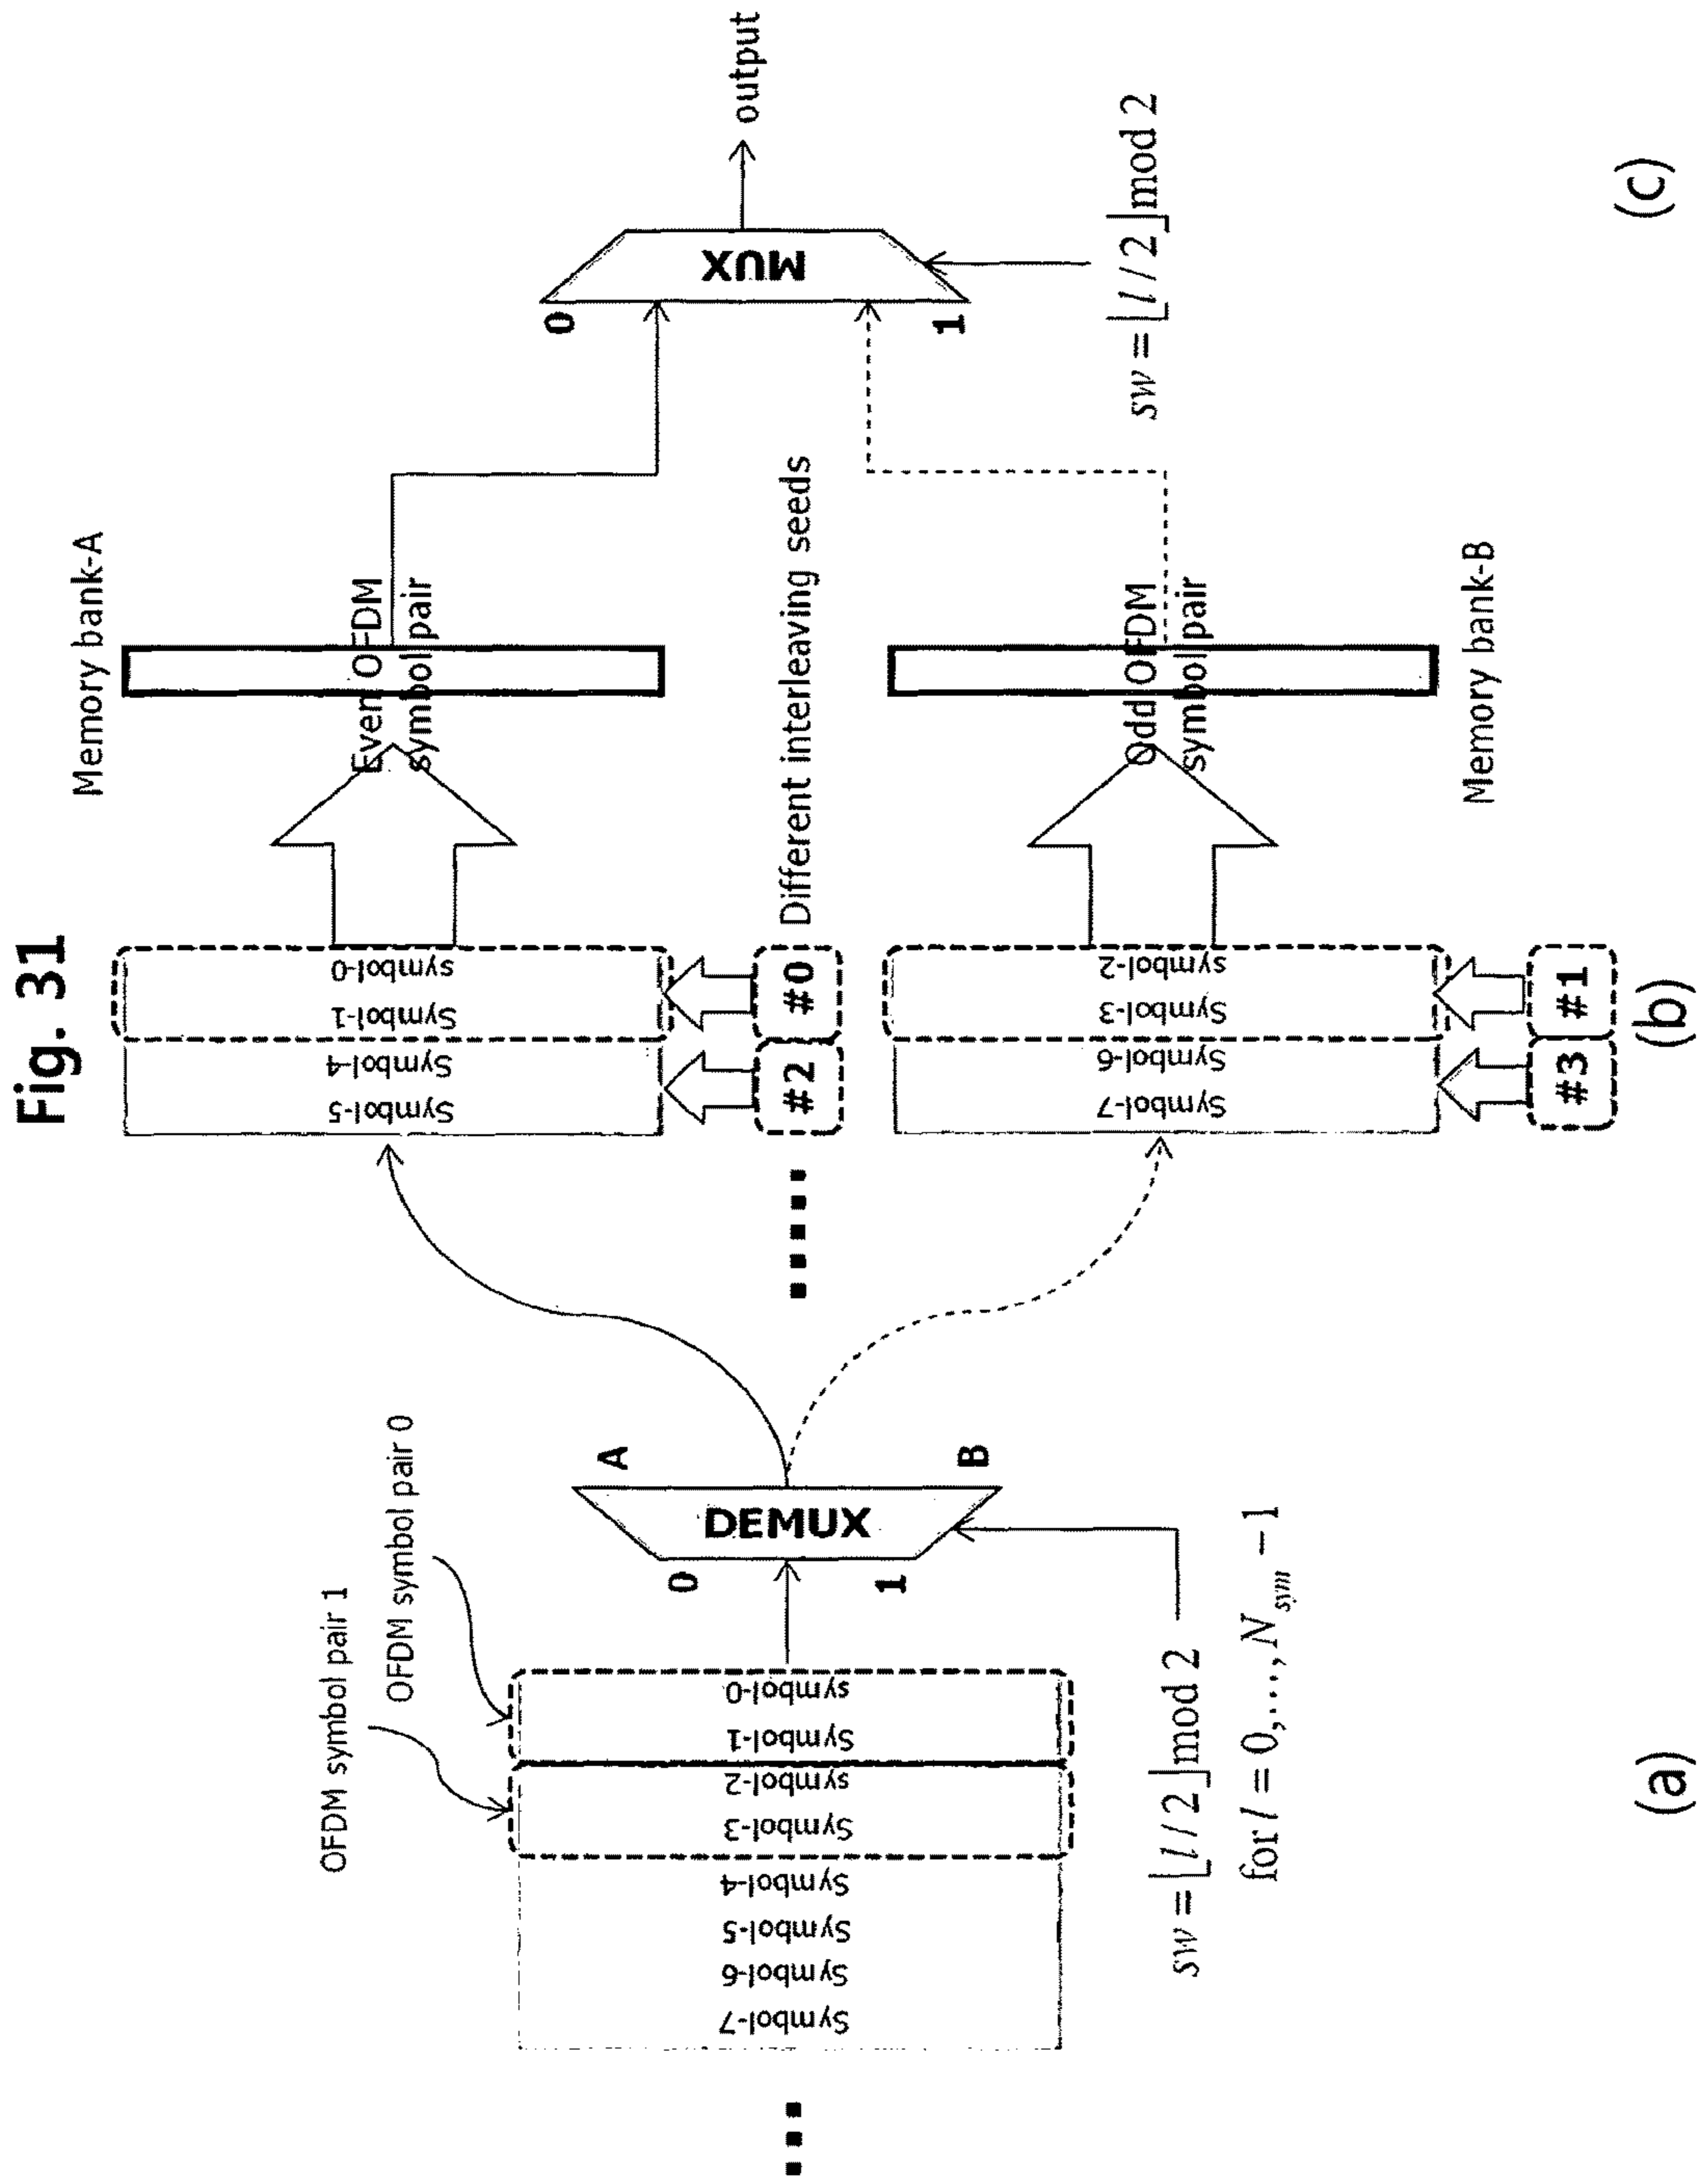 Fig. 31
OFDM symbol pair 1
OFDM symbol pair 0
Symbol-7
Symbol-6
Symbol-5
Symbol-4
Symbol-3
symbol-2
Symbol-1
symbol-0
0
1
DEMUX
A
B
sw = ⌊l / 2⌋ mod 2
for l = 0,..., N_sym − 1
(a)
Memory bank-A
Symbol-5
Symbol-4
Symbol-1
symbol-0
Even OFDM
symbol pair
#2
#0
Different interleaving seeds
Symbol-7
Symbol-6
Symbol-3
symbol-2
Odd OFDM
symbol pair
#3
#1
Memory bank-B
(b)
0
1
MUX
output
sw = ⌊l / 2⌋ mod 2
(c)